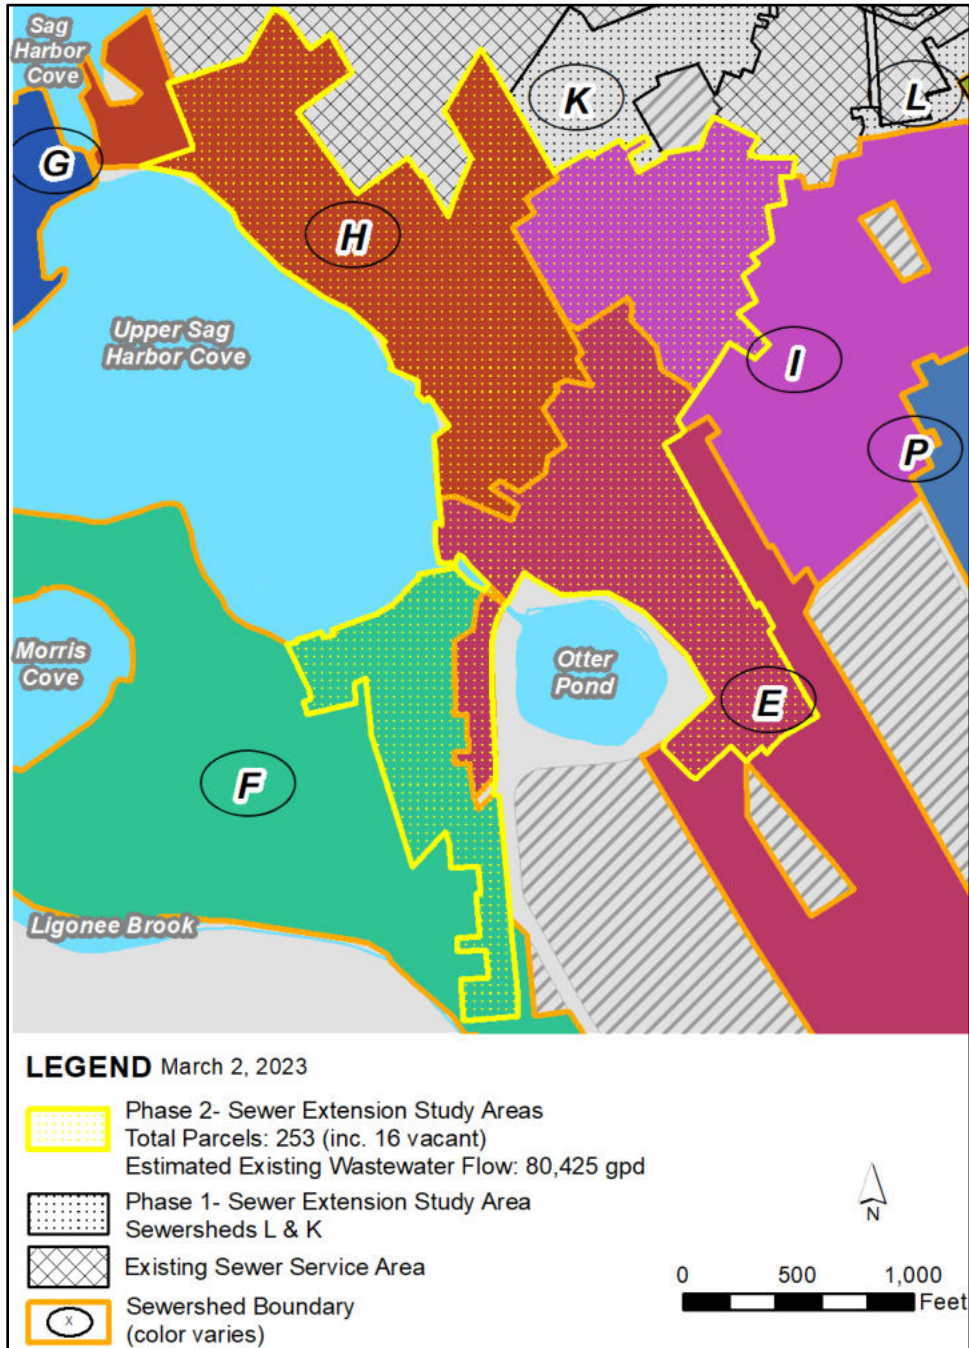 Sag
Harbor
Cove
K
L
G
H
Upper Sag
Harbor Cove
I
P
Morris
Cove
Otter
Pond
E
F
Ligonee Brook
LEGEND March 2, 2023
Phase 2- Sewer Extension Study Areas
Total Parcels: 253 (inc. 16 vacant)
Estimated Existing Wastewater Flow: 80,425 gpd
Phase 1- Sewer Extension Study Area
Sewersheds L & K
N
Existing Sewer Service Area
0 500 1,000
Feet
X
Sewershed Boundary
(color varies)